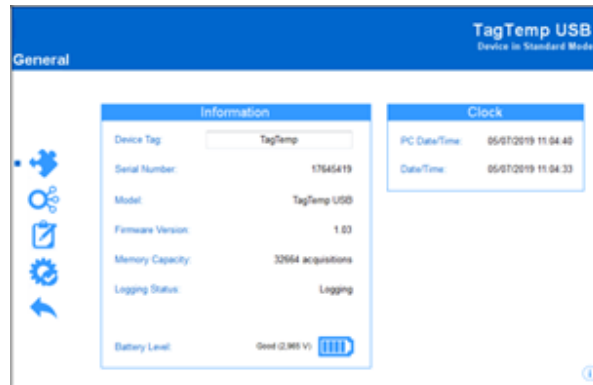 TagTemp USB
Device in Standard Mode
General
Information
Device Tag: TagTemp
Serial Number: 17645419
Model: TagTemp USB
Firmware Version: 1.03
Memory Capacity: 32664 acquisitions
Logging Status: Logging
Battery Level: Good (2,965 V)
Clock
PC Date/Time: 05/07/2019 11:04:40
Date/Time: 05/07/2019 11:04:33